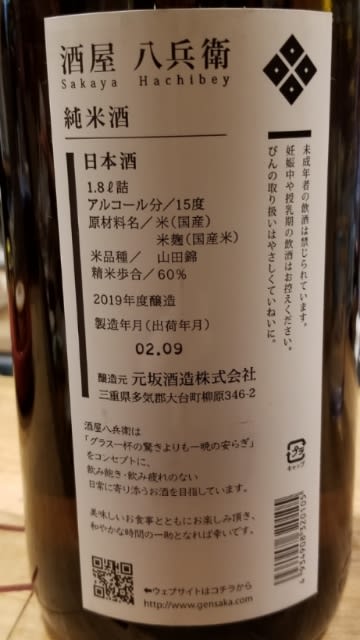 酒屋 八兵衛
Sakaya Hachibey
純米酒
日本酒
1.8ℓ詰
アルコール分／15度
原材料名／米(国産)
米麹(国産米)
米品種／ 山田錦
精米歩合／60%
2019年度醸造
製造年月(出荷年月)
02.09
醸造元 元坂酒造株式会社
三重県多気郡大台町柳原346-2
未成年者の飲酒は禁じられています。
妊娠中や授乳期の飲酒はお控えください。
びんの取り扱いはやさしくていねいに。
酒屋八兵衛は
「グラス一杯の驚きよりも一晩の安らぎ」
をコンセプトに、
飲み飽き・飲み疲れのない
日常に寄り添うお酒を目指しています。
美味しいお食事とともにお楽しみ頂き、
和やかな時間の一助となれば幸いです。
プラ
キャップ
4 934908 320105
←ウェブサイトはコチラから
http://www.gensaka.com